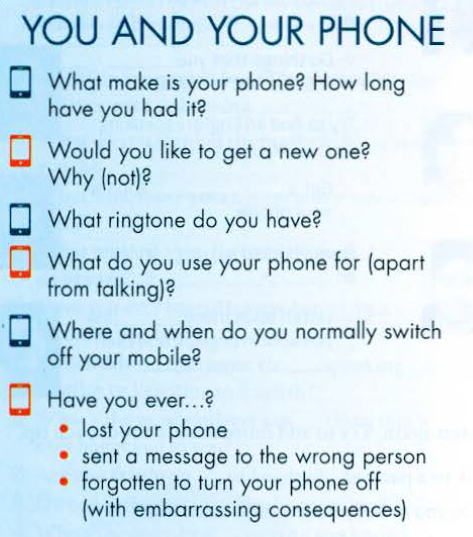 YOU AND YOUR PHONE
What make is your phone? How long
have you had it?
Would you like to get a new one?
Why (not)?
What ringtone do you have?
What do you use your phone for (apart
from talking)?
Where and when do you normally switch
off your mobile?
Have you ever...?
• lost your phone
• sent a message to the wrong person
• forgotten to turn your phone off
(with embarrassing consequences)